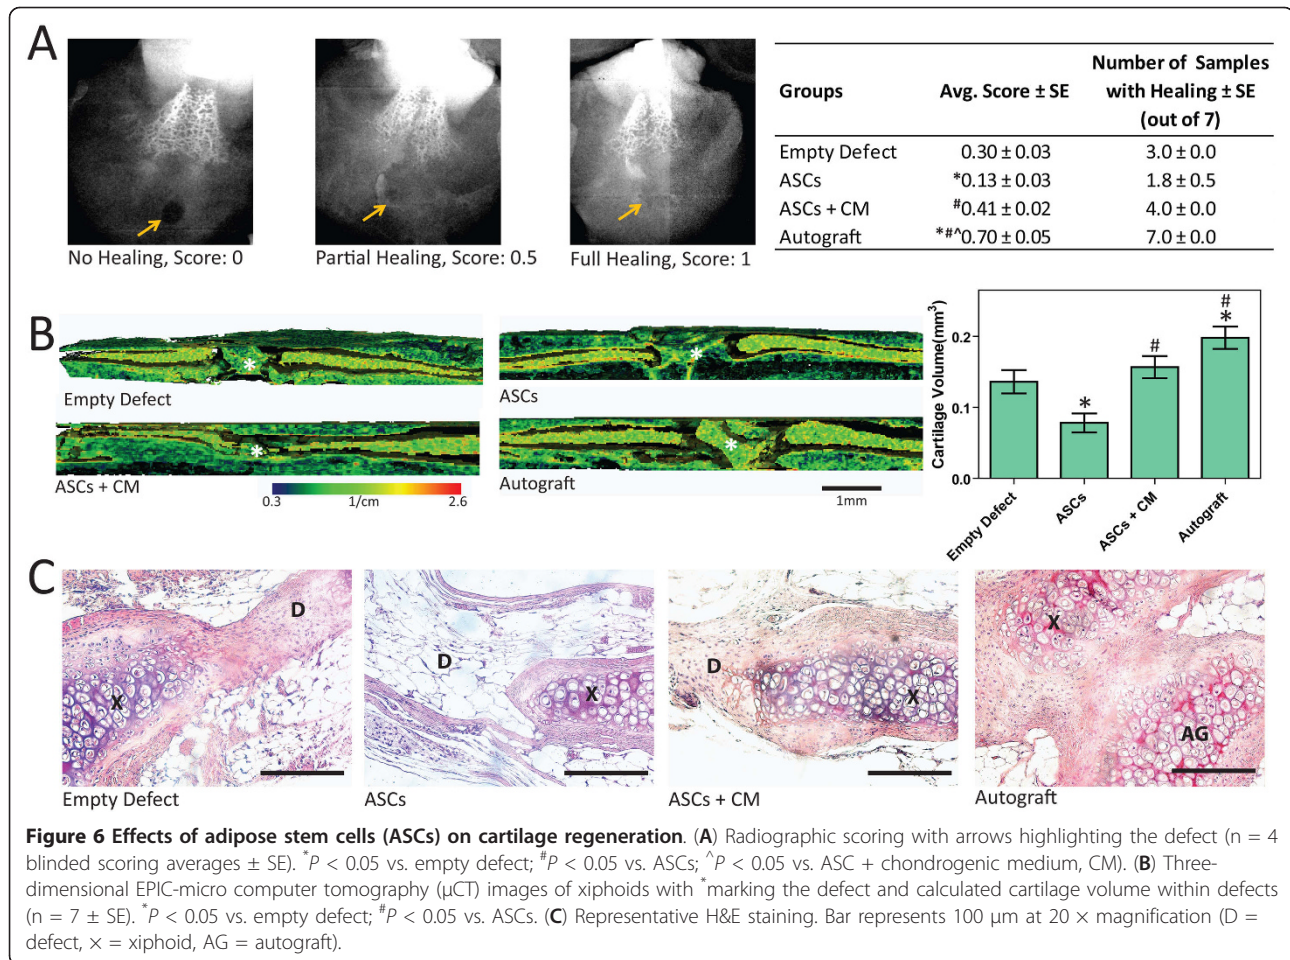 A
No Healing, Score: 0
Partial Healing, Score: 0.5
Full Healing, Score: 1
Groups Avg. Score ± SE Number of Samples with Healing ± SE (out of 7)
Empty Defect 0.30 ± 0.03 3.0 ± 0.0
ASCs *0.13 ± 0.03 1.8 ± 0.5
ASCs + CM #0.41 ± 0.02 4.0 ± 0.0
Autograft *#^0.70 ± 0.05 7.0 ± 0.0
B
*
Empty Defect
*
ASCs
*
ASCs + CM
*
Autograft
0.3 1/cm 2.6
1mm
Cartilage Volume(mm³)
0.2
0.1
0.0
*
#
#
*
Empty Defect
ASCs
ASCs + CM
Autograft
C
D
X
Empty Defect
D
X
ASCs
D
X
ASCs + CM
X
AG
Autograft
Figure 6 Effects of adipose stem cells (ASCs) on cartilage regeneration. (A) Radiographic scoring with arrows highlighting the defect (n = 4
blinded scoring averages ± SE). *P < 0.05 vs. empty defect; #P < 0.05 vs. ASCs; ^P < 0.05 vs. ASC + chondrogenic medium, CM). (B) Three-
dimensional EPIC-micro computer tomography (μCT) images of xiphoids with *marking the defect and calculated cartilage volume within defects
(n = 7 ± SE). *P < 0.05 vs. empty defect; #P < 0.05 vs. ASCs. (C) Representative H&E staining. Bar represents 100 μm at 20 × magnification (D =
defect, × = xiphoid, AG = autograft).